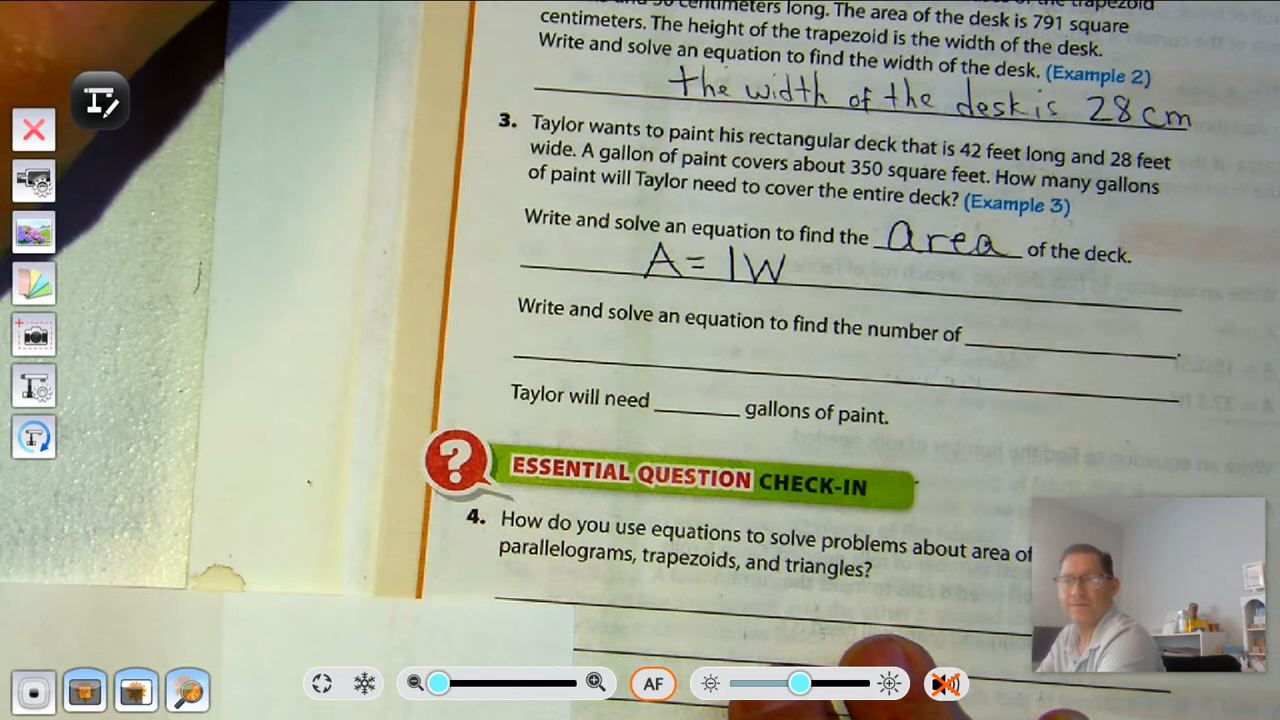 centimeters long. The area of the desk is 791 square
centimeters. The height of the trapezoid is the width of the desk.
Write and solve an equation to find the width of the desk. (Example 2)
the width of the desk is 28 cm
3. Taylor wants to paint his rectangular deck that is 42 feet long and 28 feet
wide. A gallon of paint covers about 350 square feet. How many gallons
of paint will Taylor need to cover the entire deck? (Example 3)
Write and solve an equation to find the area of the deck.
A = lw
Write and solve an equation to find the number of
Taylor will need gallons of paint.
? ESSENTIAL QUESTION CHECK-IN
4. How do you use equations to solve problems about area of
parallelograms, trapezoids, and triangles?
AF